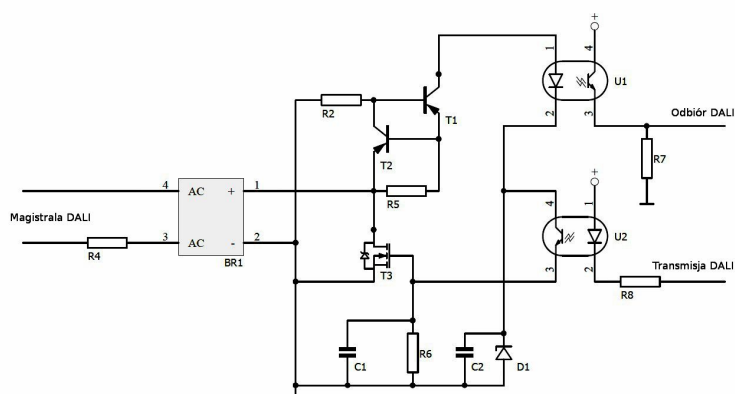 +
+
1
4
U1
2
3
R2
T1
Odbiór DALI
T2
R7
+
4
AC
+
1
R5
4
1
U2
Magistrala DALI
3
AC
-
2
R4
BR1
T3
3
2
Transmisja DALI
R8
C1
R6
C2
D1